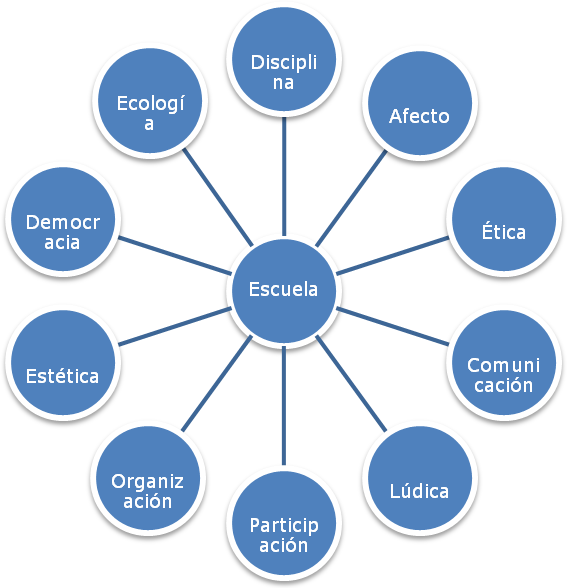 Discipli
na
Afecto
Ética
Comuni
cación
Lúdica
Particip
ación
Organiz
ación
Estética
Democr
acia
Ecologí
a
Escuela